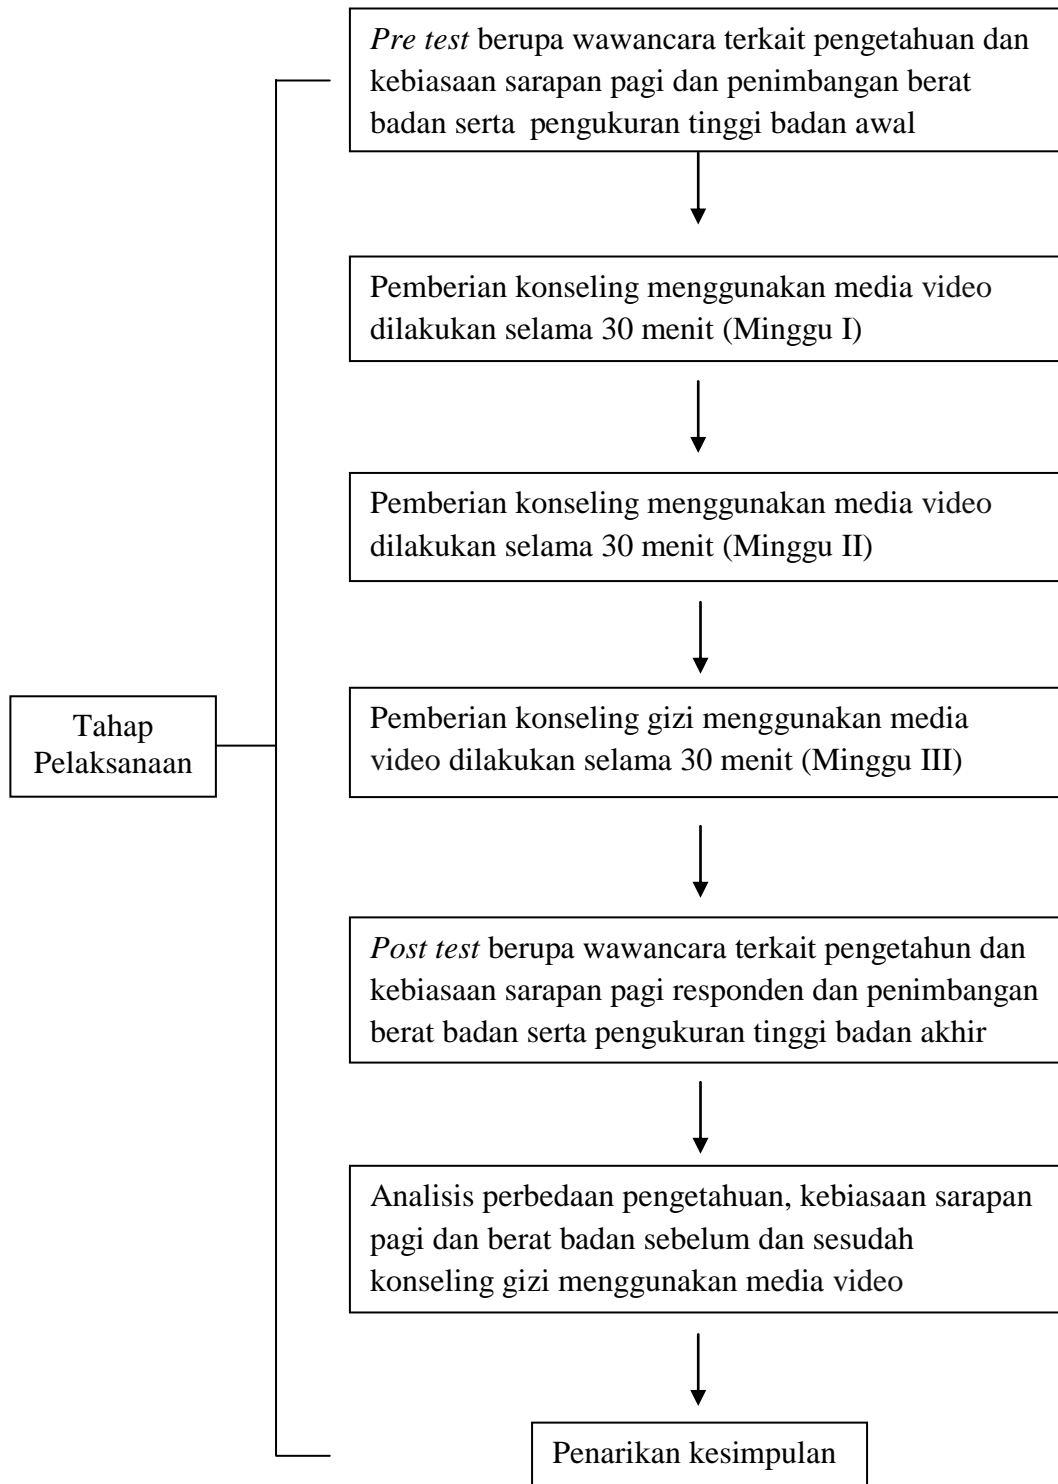 Pre test berupa wawancara terkait pengetahuan dan
kebiasaan sarapan pagi dan penimbangan berat
badan serta pengukuran tinggi badan awal
Pemberian konseling menggunakan media video
dilakukan selama 30 menit (Minggu I)
Pemberian konseling menggunakan media video
dilakukan selama 30 menit (Minggu II)
Tahap
Pelaksanaan
Pemberian konseling gizi menggunakan media
video dilakukan selama 30 menit (Minggu III)
Post test berupa wawancara terkait pengetahun dan
kebiasaan sarapan pagi responden dan penimbangan
berat badan serta pengukuran tinggi badan akhir
Analisis perbedaan pengetahuan, kebiasaan sarapan
pagi dan berat badan sebelum dan sesudah
konseling gizi menggunakan media video
Penarikan kesimpulan